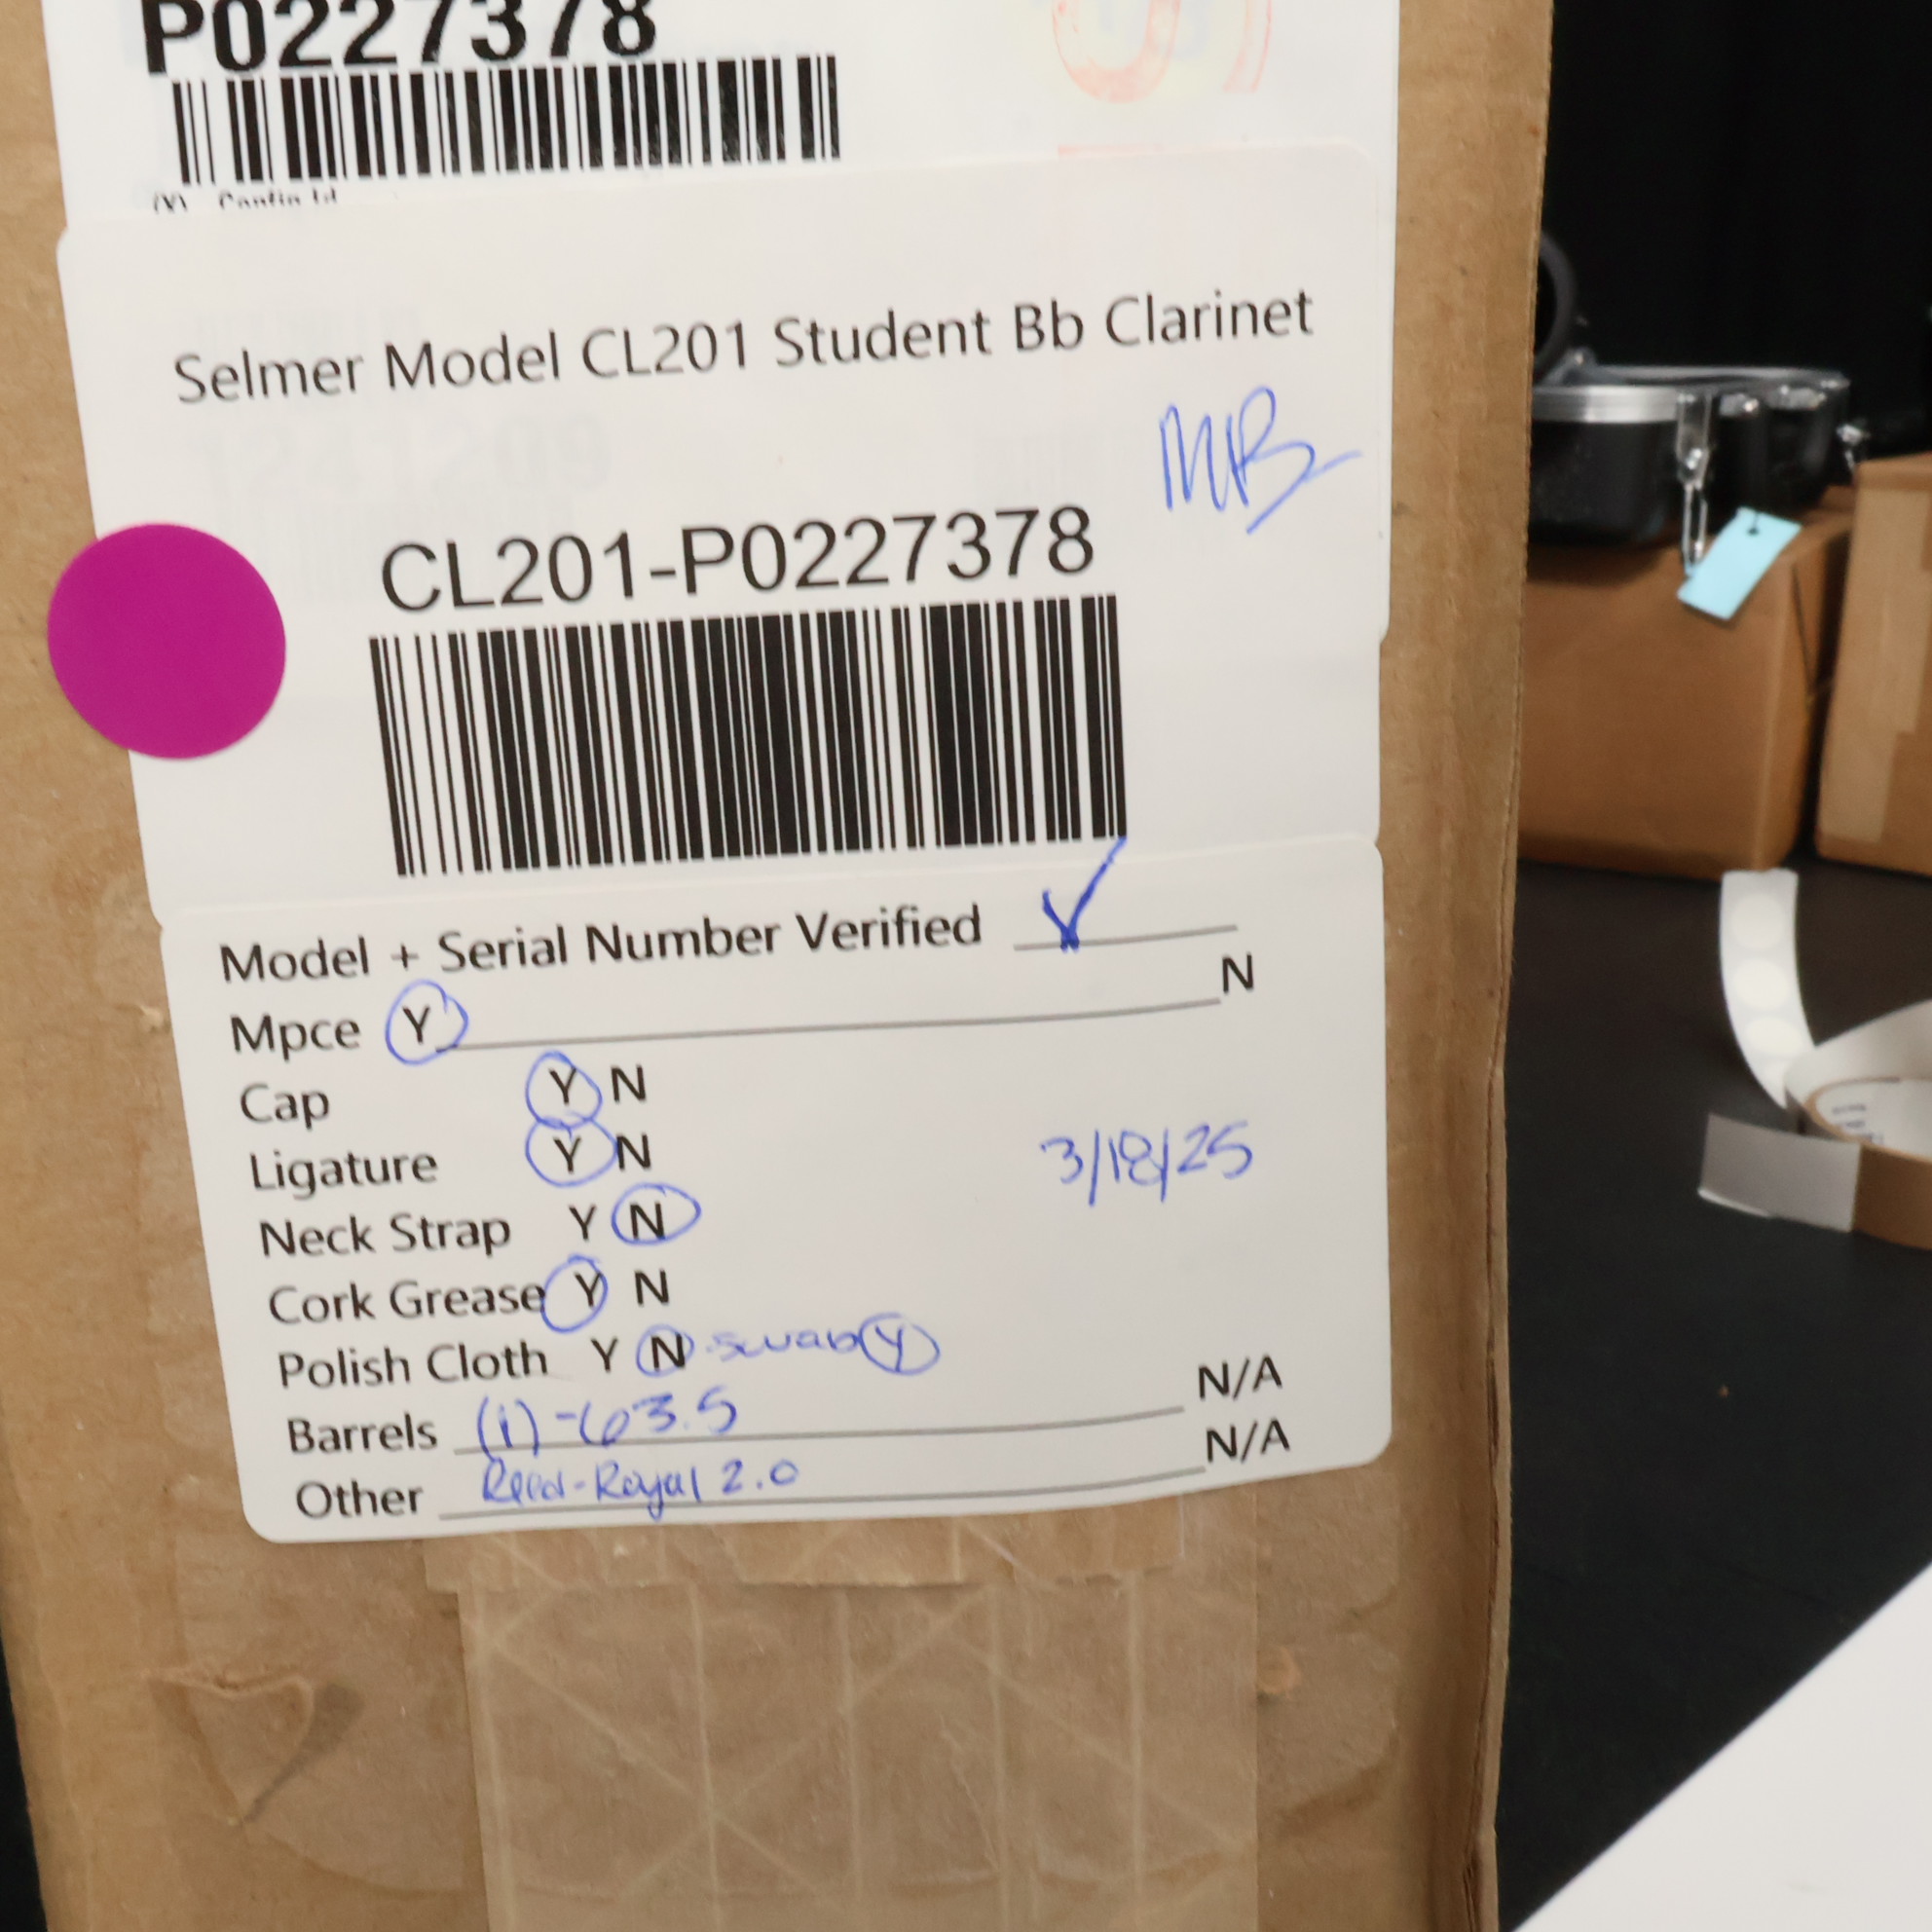 P0227378
Selmer Model CL201 Student Bb Clarinet
MB
CL201-P0227378
Model + Serial Number Verified ✓
Mpce Y N
Cap Y N
Ligature Y N
3/18/25
Neck Strap Y N
Cork Grease Y N
Polish Cloth Y N swab Y
Barrels (1)-63.5 N/A
Other Reed-Royal 2.0 N/A